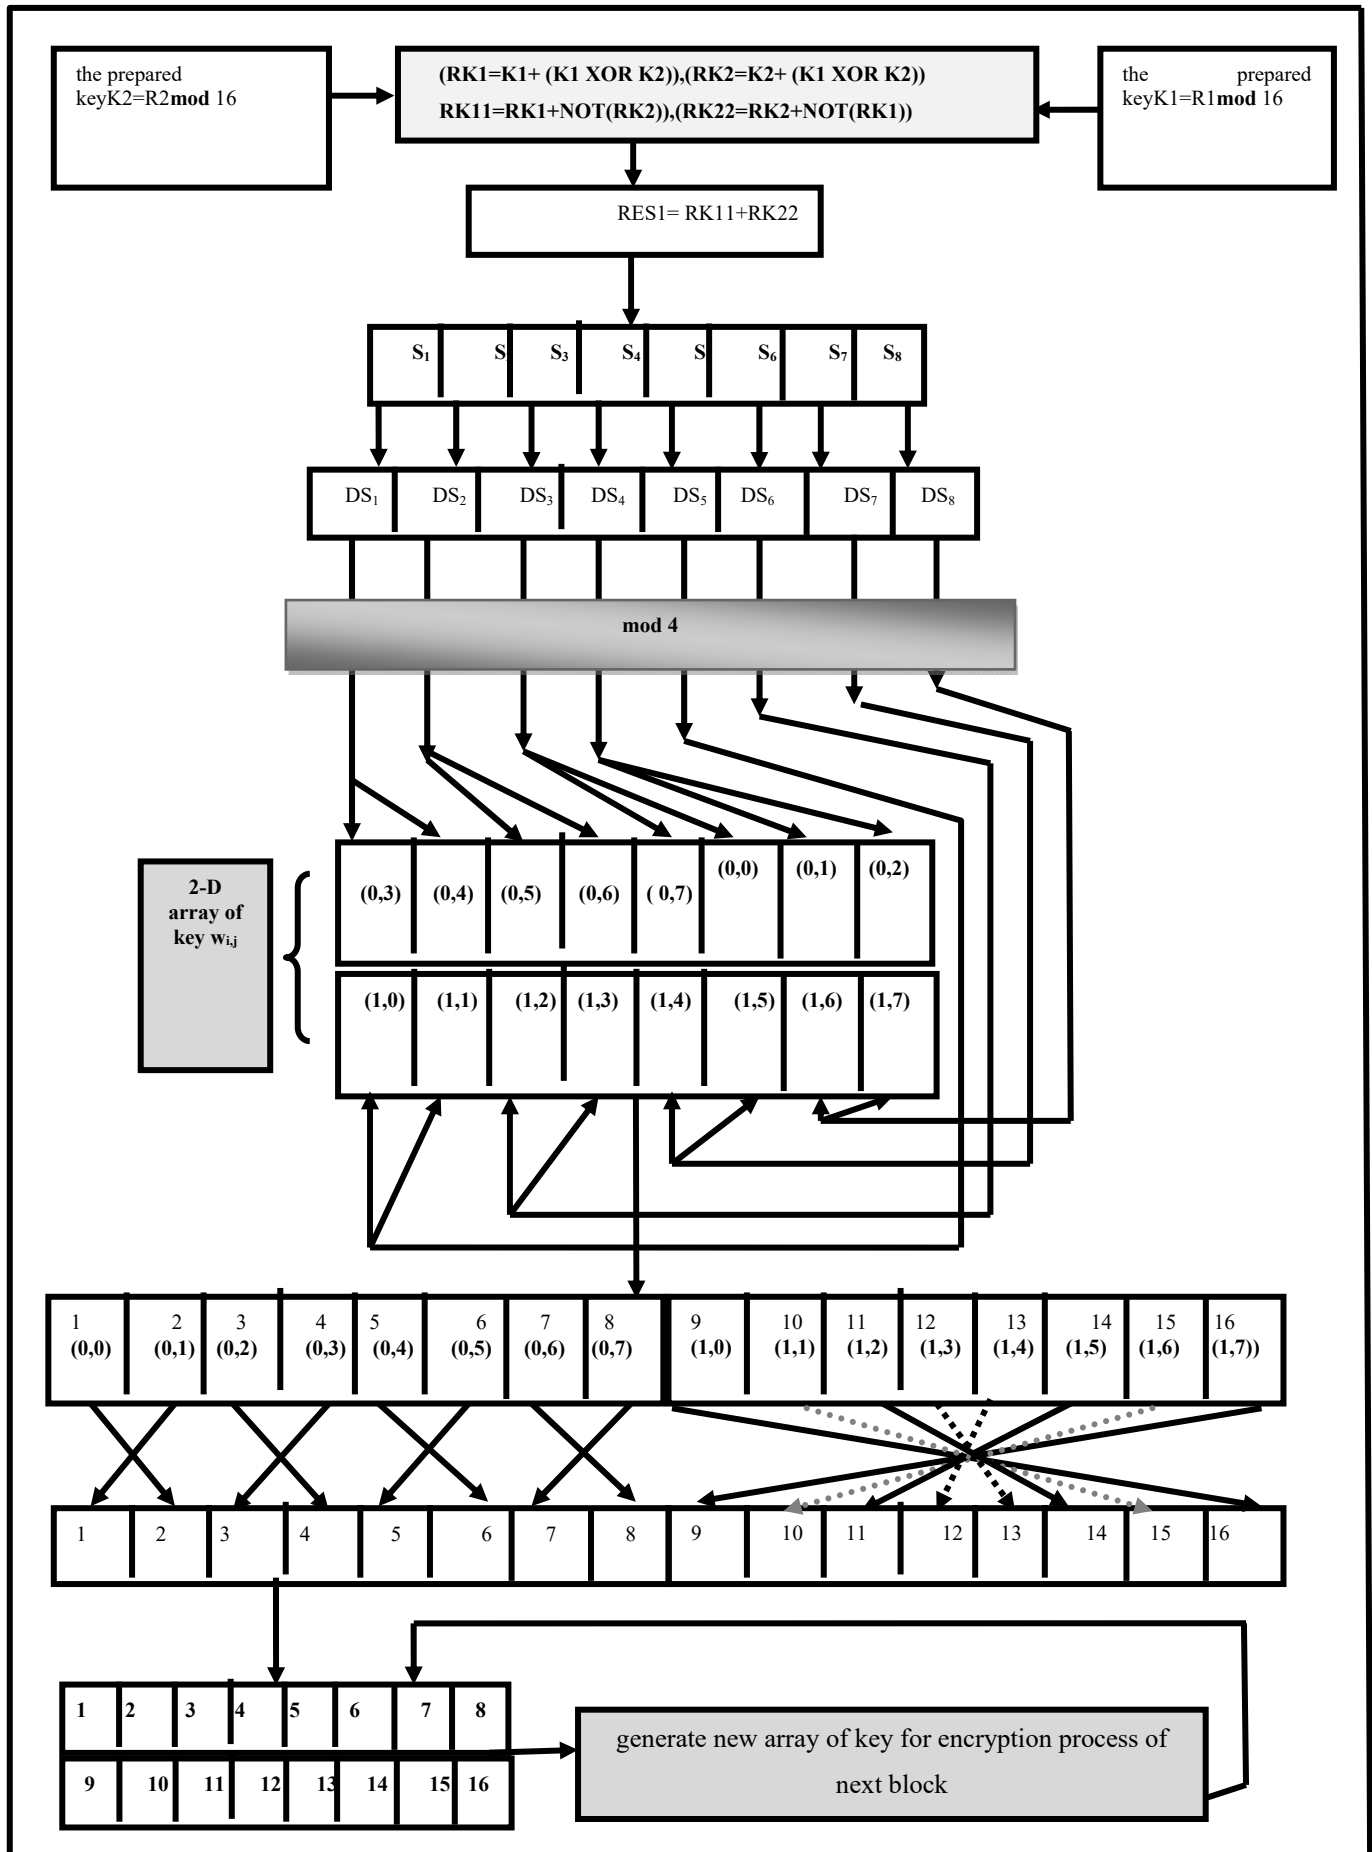 the prepared
keyK2=R2mod 16
(RK1=K1+ (K1 XOR K2)),(RK2=K2+ (K1 XOR K2))
RK11=RK1+NOT(RK2)),(RK22=RK2+NOT(RK1))
the prepared
keyK1=R1mod 16
RES1= RK11+RK22
S1 S S3 S4 S S6 S7 S8
DS1 DS2 DS3 DS4 DS5 DS6 DS7 DS8
mod 4
2-D
array of
key wi,j
(0,3) (0,4) (0,5) (0,6) ( 0,7) (0,0) (0,1) (0,2)
(1,0) (1,1) (1,2) (1,3) (1,4) (1,5) (1,6) (1,7)
1 2 3 4 5 6 7 8 9 10 11 12 13 14 15 16
(0,0) (0,1) (0,2) (0,3) (0,4) (0,5) (0,6) (0,7) (1,0) (1,1) (1,2) (1,3) (1,4) (1,5) (1,6) (1,7))
1 2 3 4 5 6 7 8 9 10 11 12 13 14 15 16
1 2 3 4 5 6 7 8
9 10 11 12 13 14 15 16
generate new array of key for encryption process of
next block